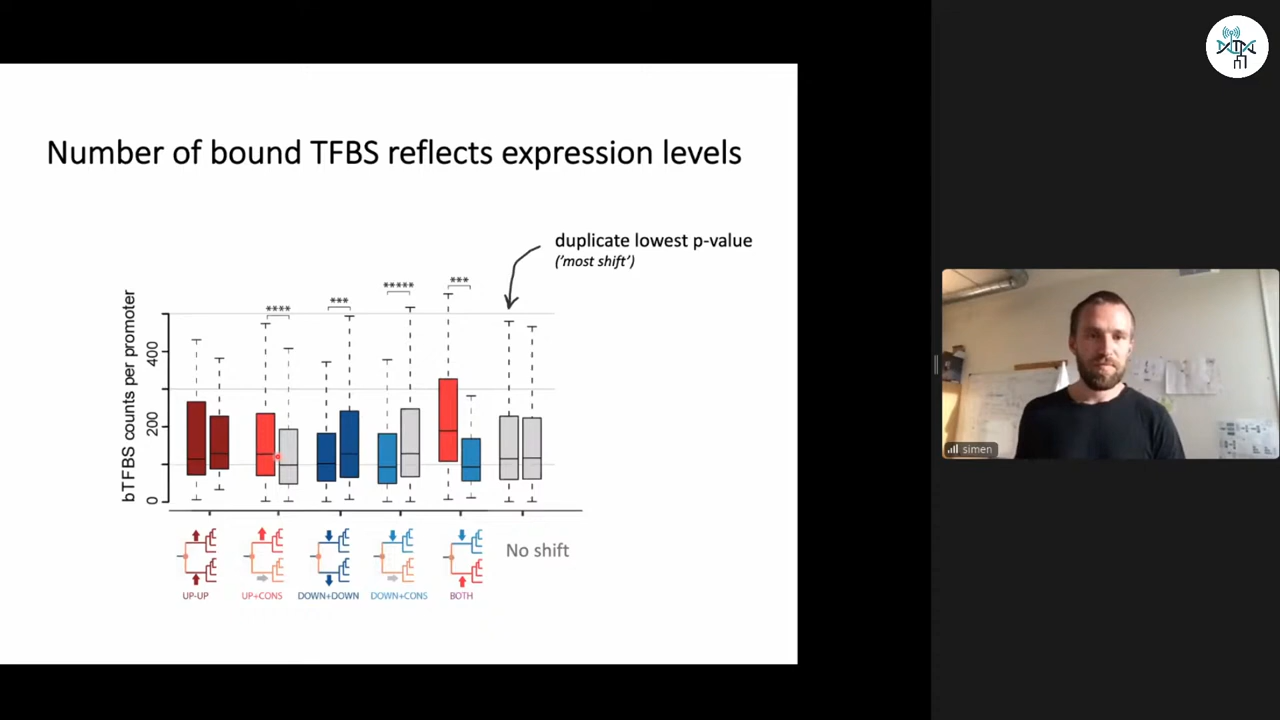 Number of bound TFBS reflects expression levels
duplicate lowest p-value
('most shift')
**** *** ***** ***
bTFBS counts per promoter
400
200
0
No shift
UP-UP UP+CONS DOWN+DOWN DOWN+CONS BOTH
simen